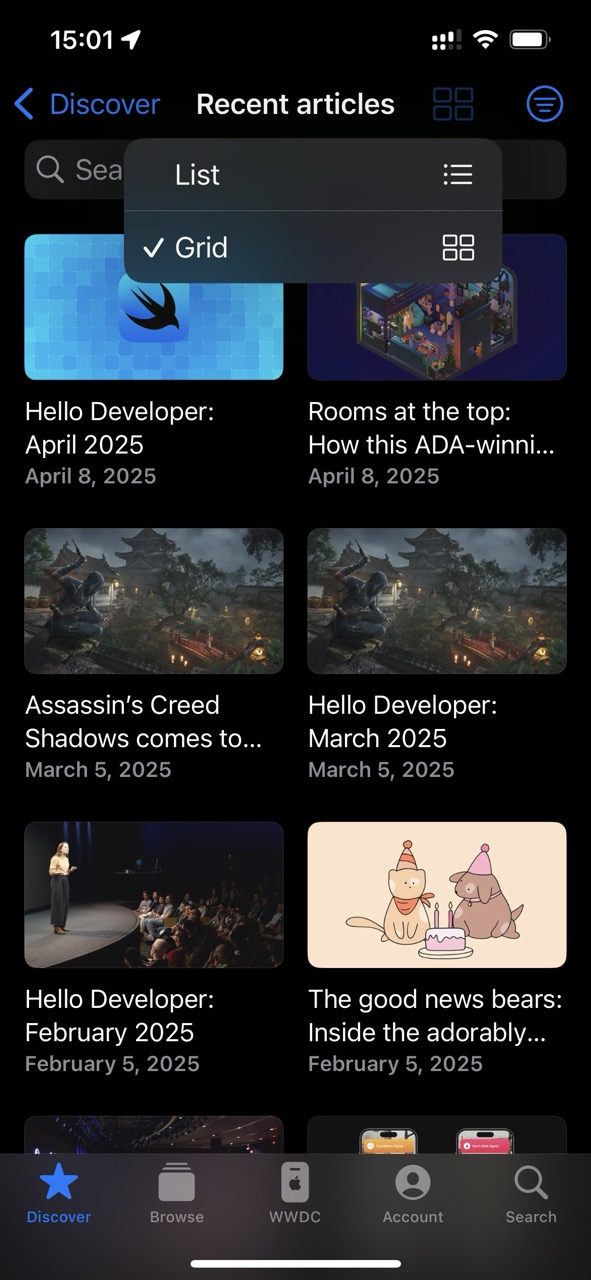 15:01
Discover
Recent articles
Sea
List
Grid
Hello Developer:
April 2025
April 8, 2025
Rooms at the top:
How this ADA-winni...
April 8, 2025
Assassin’s Creed
Shadows comes to...
March 5, 2025
Hello Developer:
March 2025
March 5, 2025
Hello Developer:
February 2025
February 5, 2025
The good news bears:
Inside the adorably...
February 5, 2025
Discover
Browse
WWDC
Account
Search